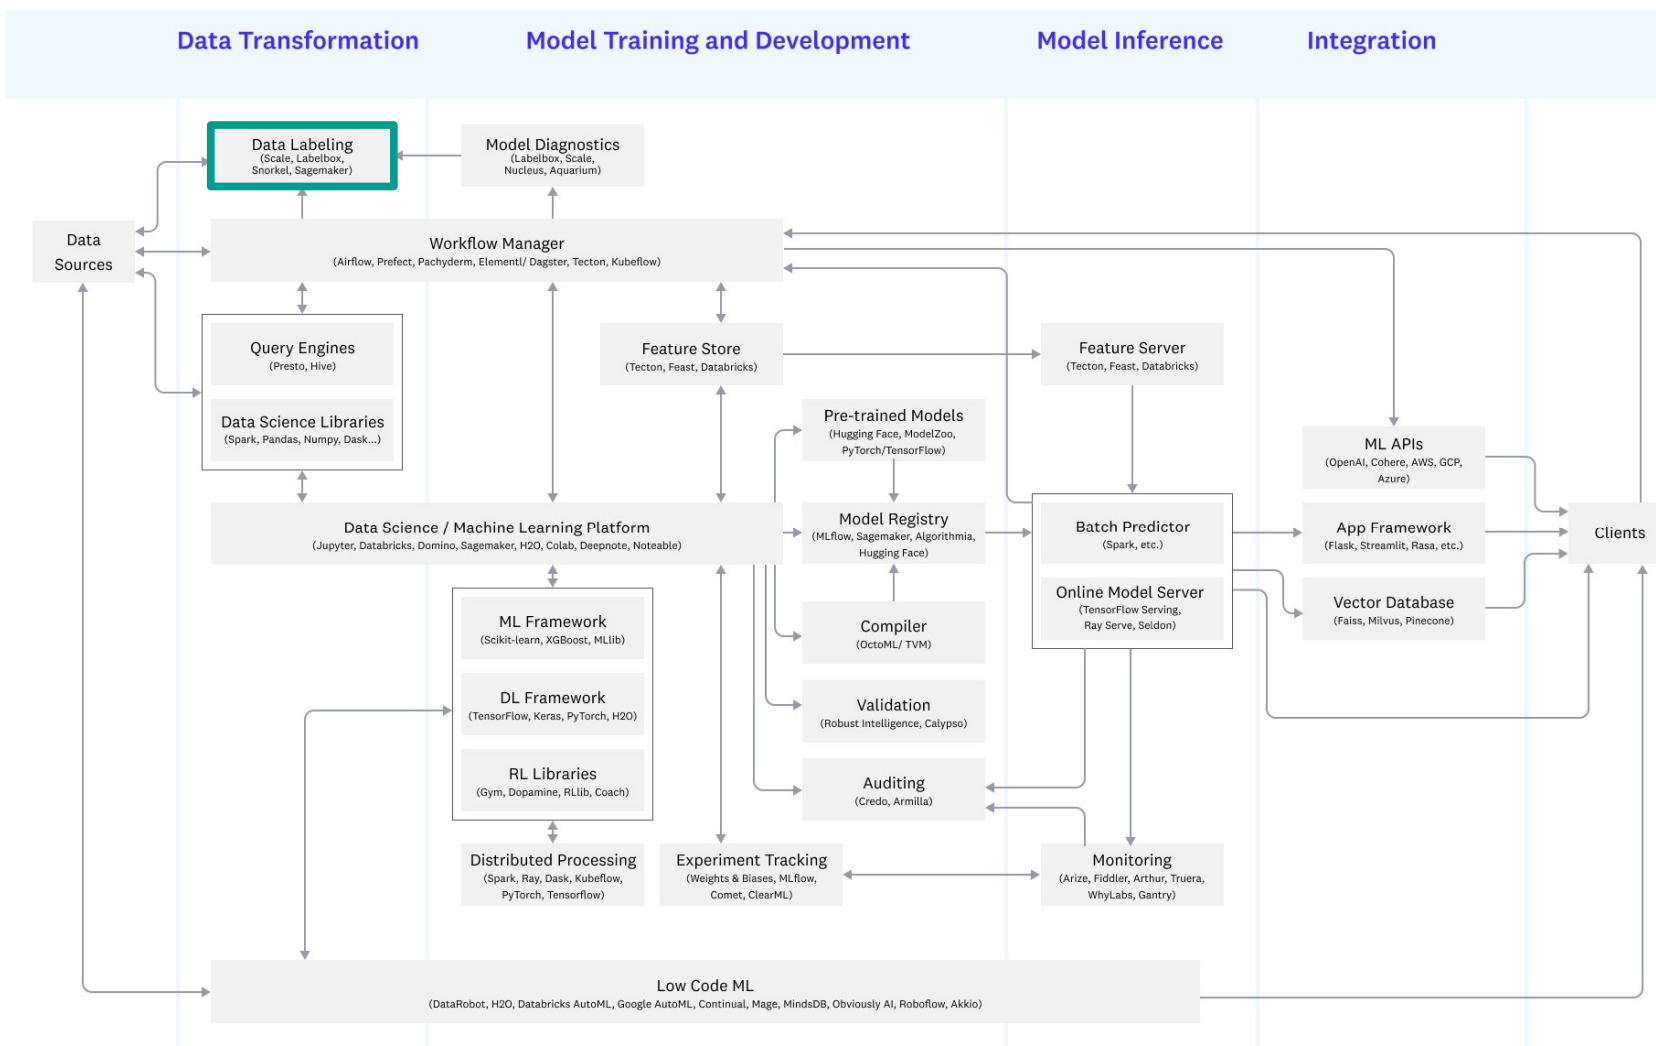 Data Transformation
Model Training and Development
Model Inference
Integration
Data Labeling
(Scale, Labelbox,
Snorkel, Sagemaker)
Model Diagnostics
(Labelbox, Scale,
Nucleus, Aquarium)
Data
Sources
Workflow Manager
(Airflow, Prefect, Pachyderm, Elementl/ Dagster, Tecton, Kubeflow)
Query Engines
(Presto, Hive)
Feature Store
(Tecton, Feast, Databricks)
Feature Server
(Tecton, Feast, Databricks)
Data Science Libraries
(Spark, Pandas, Numpy, Dask...)
Pre-trained Models
(Hugging Face, ModelZoo,
PyTorch/TensorFlow)
ML APIs
(OpenAI, Cohere, AWS, GCP,
Azure)
Data Science / Machine Learning Platform
(Jupyter, Databricks, Domino, Sagemaker, H2O, Colab, Deepnote, Noteable)
Model Registry
(MLflow, Sagemaker, Algorithmia,
Hugging Face)
Batch Predictor
(Spark, etc.)
App Framework
(Flask, Streamlit, Rasa, etc.)
Clients
Online Model Server
(TensorFlow Serving,
Ray Serve, Seldon)
Vector Database
(Faiss, Milvus, Pinecone)
ML Framework
(Scikit-learn, XGBoost, MLlib)
Compiler
(OctoML/ TVM)
DL Framework
(TensorFlow, Keras, PyTorch, H2O)
Validation
(Robust Intelligence, Calypso)
RL Libraries
(Gym, Dopamine, RLlib, Coach)
Auditing
(Credo, Armilla)
Distributed Processing
(Spark, Ray, Dask, Kubeflow,
PyTorch, Tensorflow)
Experiment Tracking
(Weights & Biases, MLflow,
Comet, ClearML)
Monitoring
(Arize, Fiddler, Arthur, Truera,
WhyLabs, Gantry)
Low Code ML
(DataRobot, H2O, Databricks AutoML, Google AutoML, Continual, Mage, MindsDB, Obviously AI, Roboflow, Akkio)